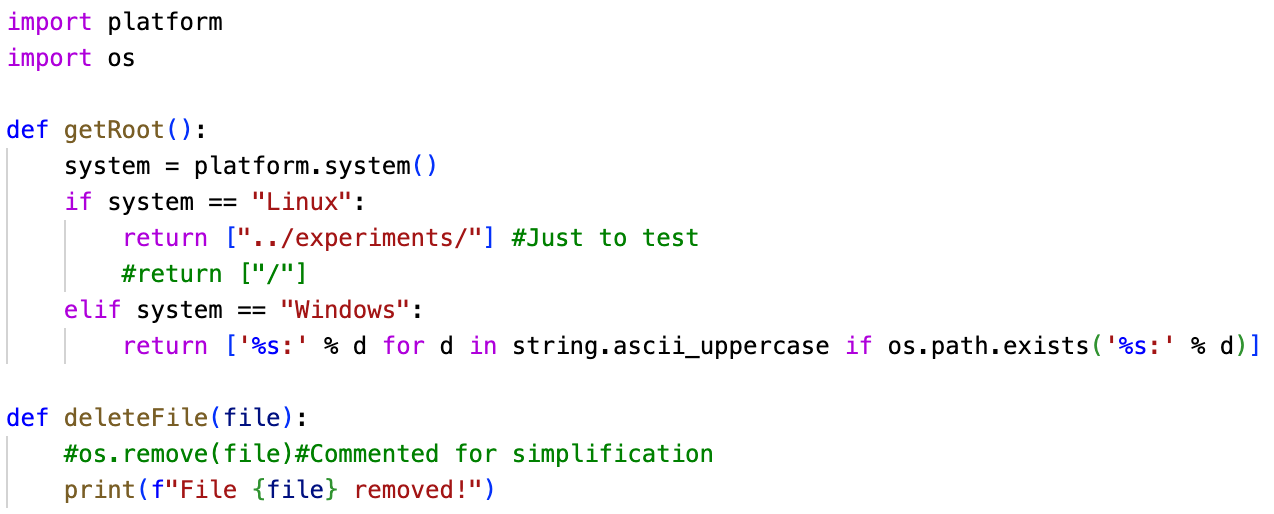 import platform
import os

def getRoot():
    system = platform.system()
    if system == "Linux":
        return ["../experiments/"] #Just to test
        #return ["/"]
    elif system == "Windows":
        return ['%s:' % d for d in string.ascii_uppercase if os.path.exists('%s:' % d)]

def deleteFile(file):
    #os.remove(file)#Commented for simplification
    print(f"File {file} removed!")